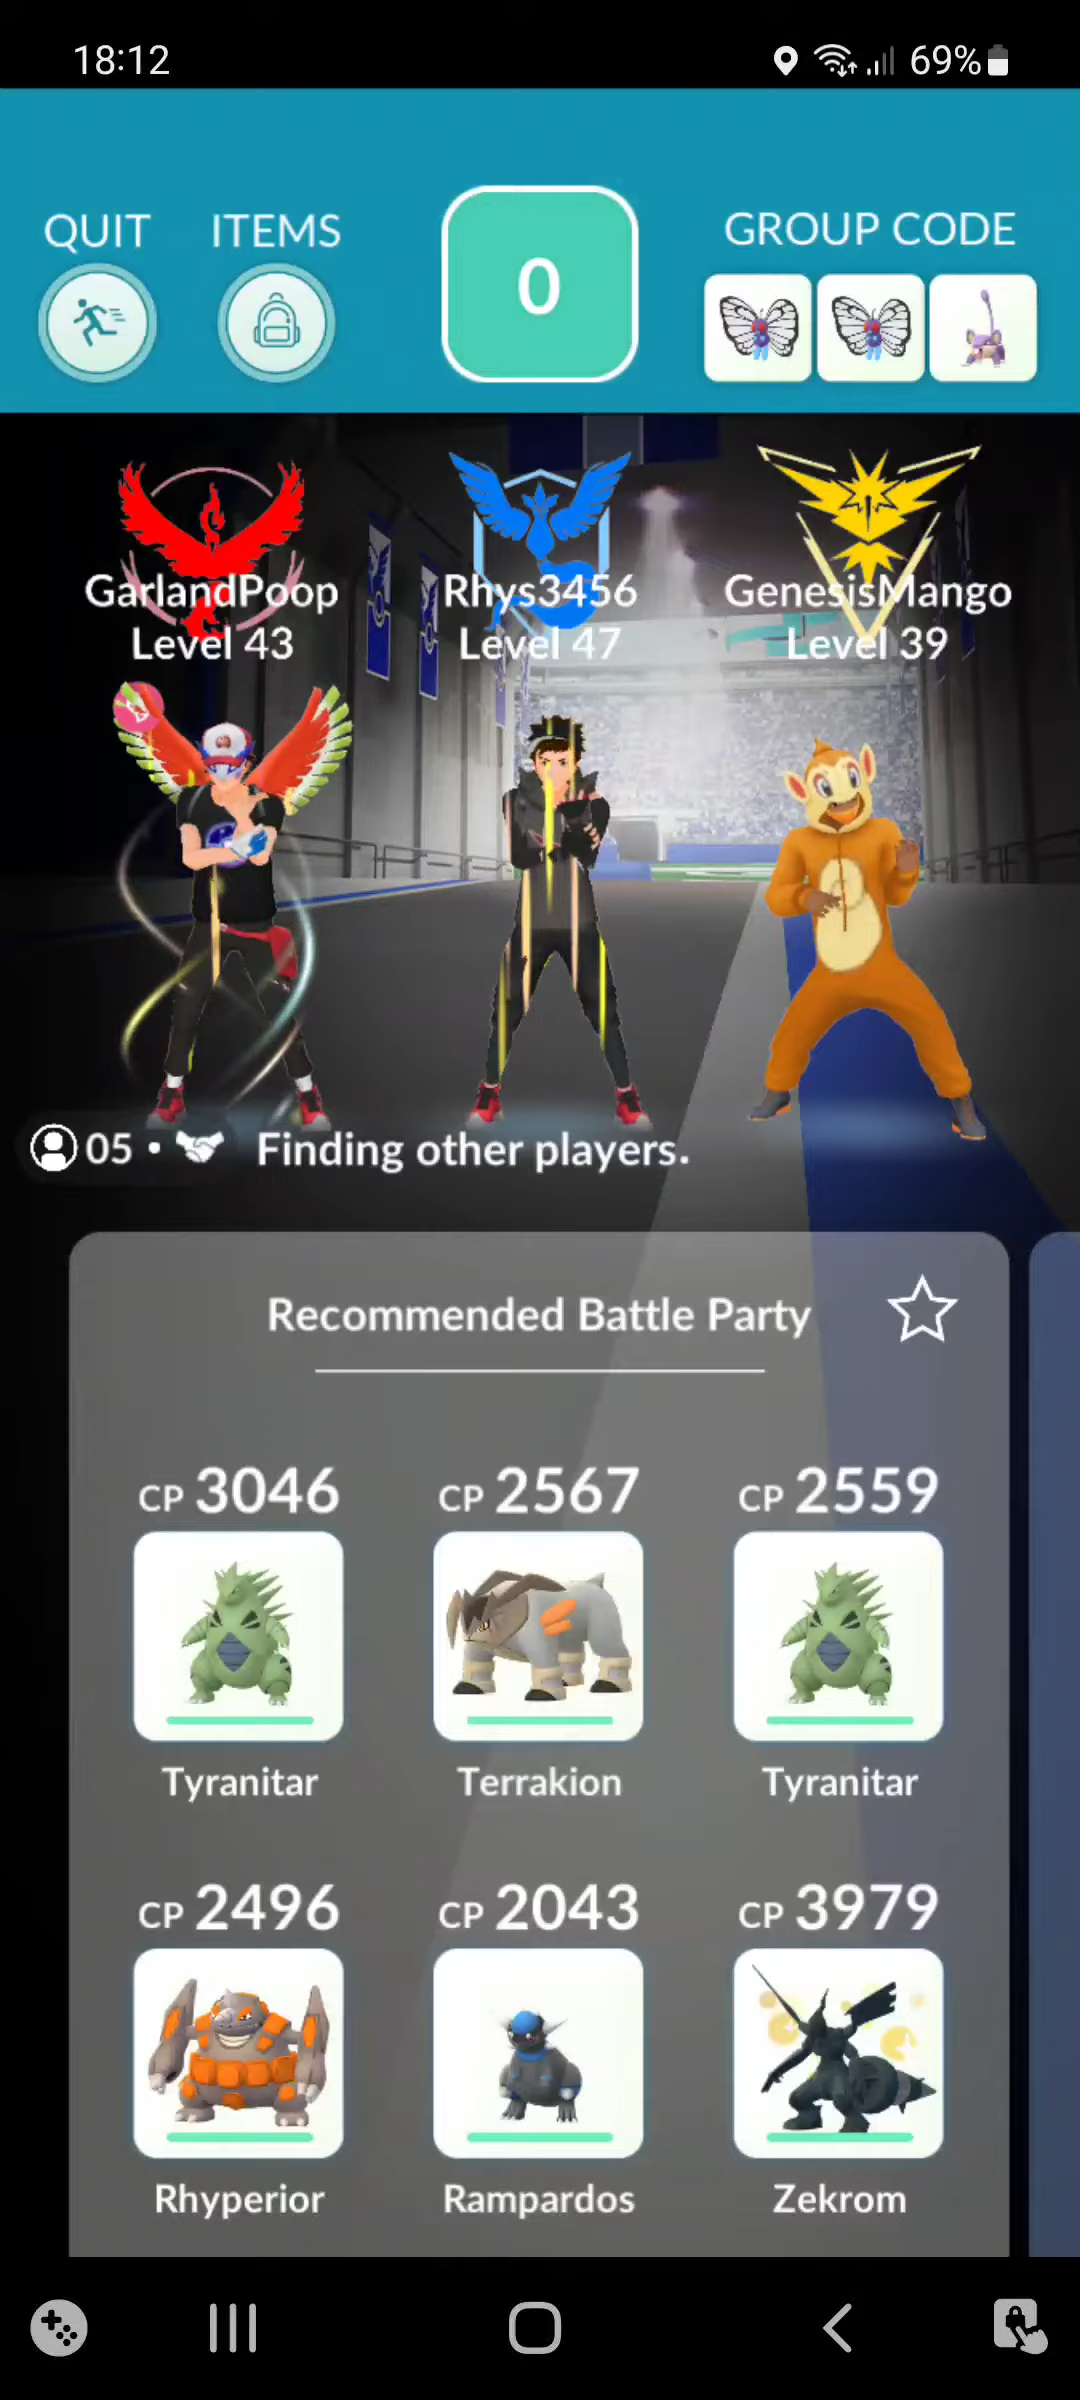 18:12
69%
QUIT ITEMS
0
GROUP CODE
GarlandPoop
Level 43
Rhys3456
Level 47
GenesisMango
Level 39
05 • Finding other players.
Recommended Battle Party
CP 3046
CP 2567
CP 2559
Tyranitar
Terrakion
Tyranitar
CP 2496
CP 2043
CP 3979
Rhyperior
Rampardos
Zekrom